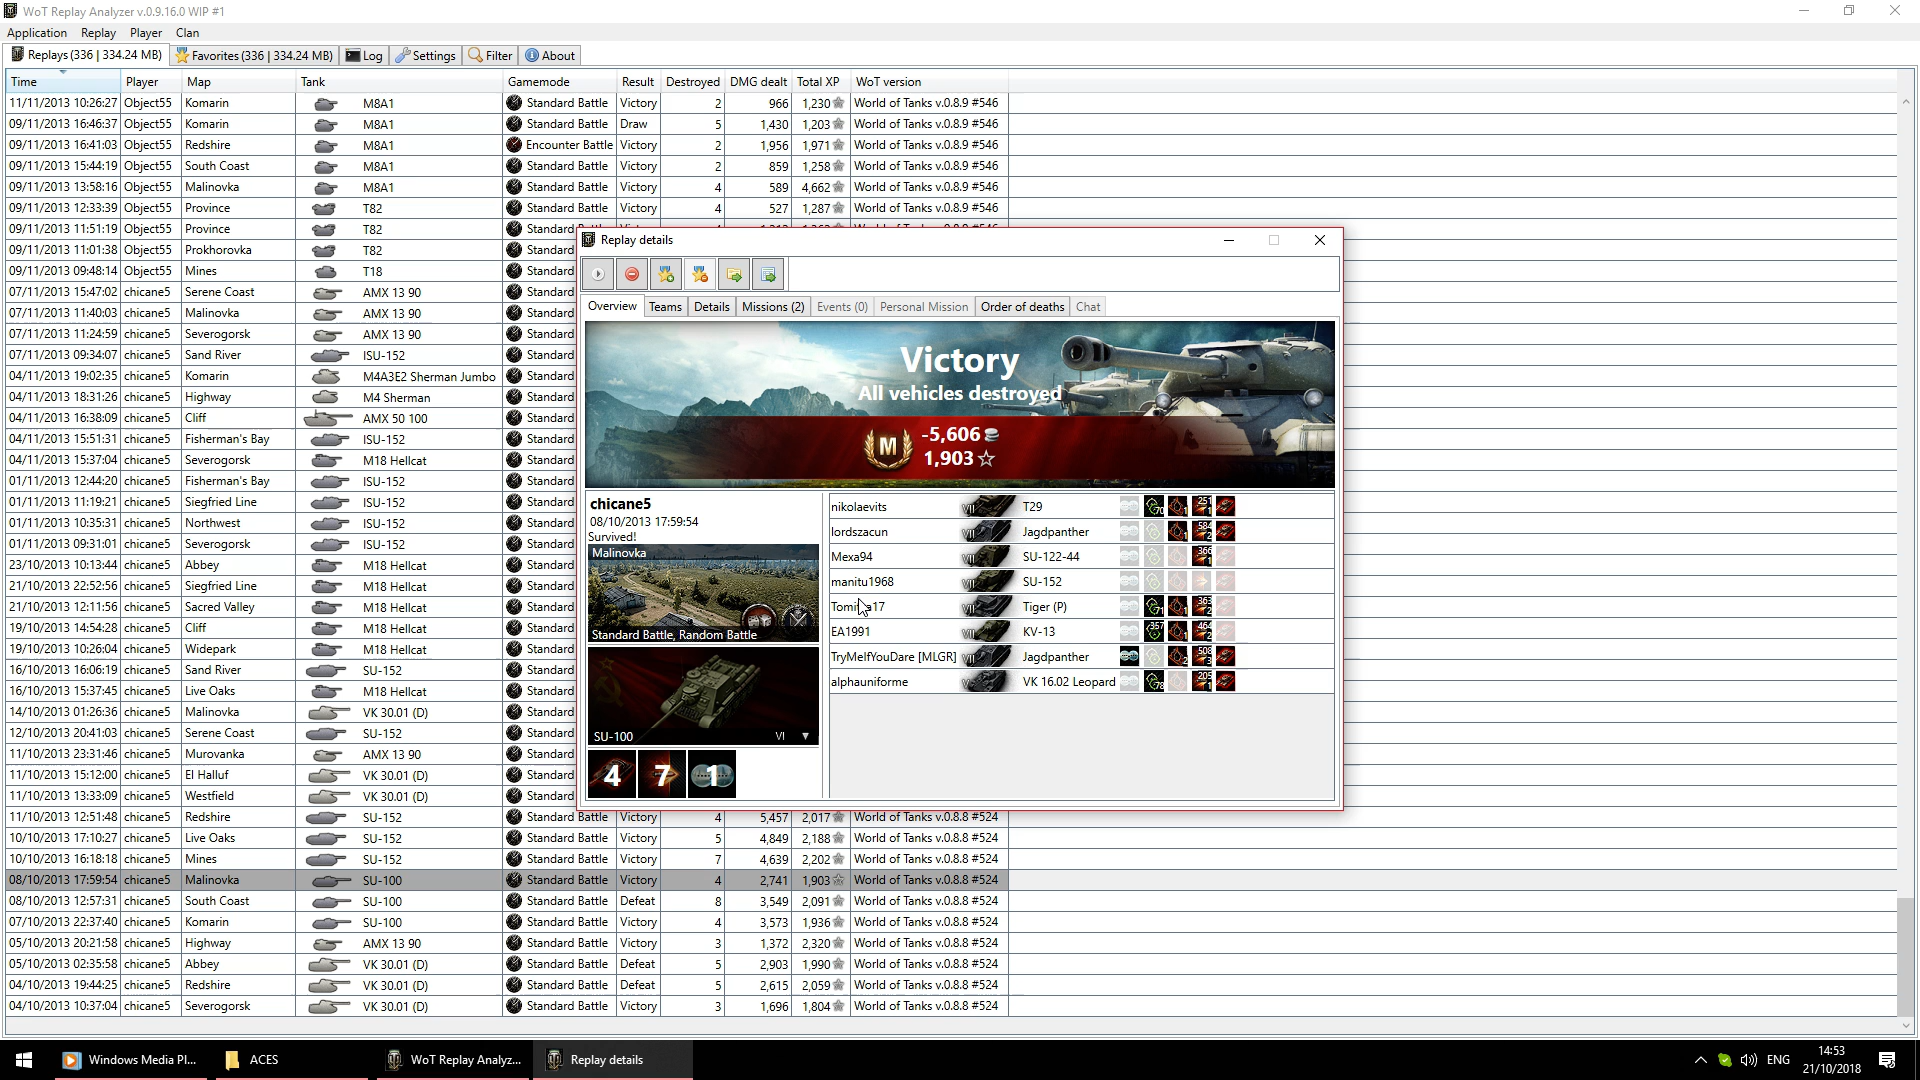 WoT Replay Analyzer v.0.9.16.0 WIP #1
Application Replay Player Clan
Replays (336 | 334.24 MB) Favorites (336 | 334.24 MB) Log Settings Filter About
Time Player Map Tank Gamemode Result Destroyed DMG dealt Total XP WoT version
11/11/2013 10:26:27 Object55 Komarin M8A1 Standard Battle Victory 2 966 1,230 World of Tanks v.0.8.9 #546
09/11/2013 16:46:37 Object55 Komarin M8A1 Standard Battle Draw 5 1,430 1,203 World of Tanks v.0.8.9 #546
09/11/2013 16:41:03 Object55 Redshire M8A1 Encounter Battle Victory 2 1,956 1,971 World of Tanks v.0.8.9 #546
09/11/2013 15:44:19 Object55 South Coast M8A1 Standard Battle Victory 2 859 1,258 World of Tanks v.0.8.9 #546
09/11/2013 13:58:16 Object55 Malinovka M8A1 Standard Battle Victory 4 589 4,662 World of Tanks v.0.8.9 #546
09/11/2013 12:33:39 Object55 Province T82 Standard Battle Victory 4 527 1,287 World of Tanks v.0.8.9 #546
09/11/2013 11:51:19 Object55 Province T82
09/11/2013 11:01:38 Object55 Prokhorovka T82 Standard
09/11/2013 09:48:14 Object55 Mines T18 Standard
07/11/2013 15:47:02 chicane5 Serene Coast AMX 13 90 Standard
07/11/2013 11:40:03 chicane5 Malinovka AMX 13 90 Standard
07/11/2013 11:24:59 chicane5 Severogorsk AMX 13 90 Standard
07/11/2013 09:34:07 chicane5 Sand River ISU-152 Standard
04/11/2013 19:02:35 chicane5 Komarin M4A3E2 Sherman Jumbo Standard
04/11/2013 18:31:26 chicane5 Highway M4 Sherman Standard
04/11/2013 16:38:09 chicane5 Cliff AMX 50 100 Standard
04/11/2013 15:51:31 chicane5 Fisherman's Bay ISU-152 Standard
04/11/2013 15:37:04 chicane5 Severogorsk M18 Hellcat Standard
01/11/2013 12:44:20 chicane5 Fisherman's Bay ISU-152 Standard
01/11/2013 11:19:21 chicane5 Siegfried Line ISU-152 Standard
01/11/2013 10:35:31 chicane5 Northwest ISU-152 Standard
01/11/2013 09:31:01 chicane5 Severogorsk ISU-152 Standard
23/10/2013 10:13:44 chicane5 Abbey M18 Hellcat Standard
21/10/2013 22:52:56 chicane5 Siegfried Line M18 Hellcat Standard
21/10/2013 12:11:56 chicane5 Sacred Valley M18 Hellcat Standard
19/10/2013 14:54:28 chicane5 Cliff M18 Hellcat Standard
19/10/2013 10:26:04 chicane5 Widepark M18 Hellcat Standard
16/10/2013 16:06:19 chicane5 Sand River SU-152 Standard
16/10/2013 15:37:45 chicane5 Live Oaks M18 Hellcat Standard
14/10/2013 01:26:36 chicane5 Malinovka VK 30.01 (D) Standard
12/10/2013 20:41:03 chicane5 Serene Coast SU-152 Standard
11/10/2013 23:31:46 chicane5 Murovanka AMX 13 90 Standard
11/10/2013 15:12:00 chicane5 El Halluf VK 30.01 (D) Standard
11/10/2013 13:33:09 chicane5 Westfield VK 30.01 (D) Standard
11/10/2013 12:51:48 chicane5 Redshire SU-152 Standard Battle Victory 4 5,457 2,017 World of Tanks v.0.8.8 #524
10/10/2013 17:10:27 chicane5 Live Oaks SU-152 Standard Battle Victory 5 4,849 2,188 World of Tanks v.0.8.8 #524
10/10/2013 16:18:18 chicane5 Mines SU-152 Standard Battle Victory 7 4,639 2,202 World of Tanks v.0.8.8 #524
08/10/2013 17:59:54 chicane5 Malinovka SU-100 Standard Battle Victory 4 2,741 1,903 World of Tanks v.0.8.8 #524
08/10/2013 12:57:31 chicane5 South Coast SU-100 Standard Battle Defeat 8 3,549 2,091 World of Tanks v.0.8.8 #524
07/10/2013 22:37:40 chicane5 Komarin SU-100 Standard Battle Victory 4 3,573 1,936 World of Tanks v.0.8.8 #524
05/10/2013 20:21:58 chicane5 Highway AMX 13 90 Standard Battle Victory 3 1,372 2,320 World of Tanks v.0.8.8 #524
05/10/2013 02:35:58 chicane5 Abbey VK 30.01 (D) Standard Battle Defeat 5 2,903 1,990 World of Tanks v.0.8.8 #524
04/10/2013 19:44:25 chicane5 Redshire VK 30.01 (D) Standard Battle Defeat 5 2,615 2,059 World of Tanks v.0.8.8 #524
04/10/2013 10:37:04 chicane5 Severogorsk VK 30.01 (D) Standard Battle Victory 3 1,696 1,804 World of Tanks v.0.8.8 #524
Replay details
Overview Teams Details Missions (2) Events (0) Personal Mission Order of deaths Chat
Victory
All vehicles destroyed
M
-5,606
1,903
chicane5
08/10/2013 17:59:54
Survived!
Malinovka
Standard Battle, Random Battle
SU-100 VI
4 7 1
nikolaevits VII T29 70 1 251 1
lordszacun VII Jagdpanther 1 584 2
Mexa94 VII SU-122-44 366 1
manitu1968 VII SU-152
VII Tiger (P) 71 1 363 2
EA1991 VII KV-13 357 1 464 2
TryMeIfYouDare [MLGR] VII Jagdpanther 2 508 3
alphauniforme V VK 16.02 Leopard 78 205 1
Windows Media Pl... ACES WoT Replay Analyz... Replay details
ENG
14:53
21/10/2018